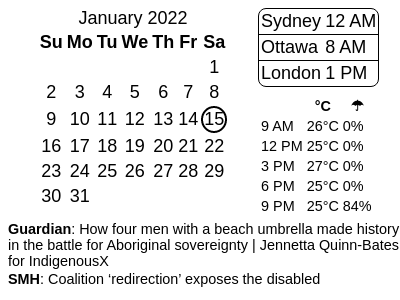 January 2022
Su Mo Tu We Th Fr Sa
1
2 3 4 5 6 7 8
9 10 11 12 13 14 15
16 17 18 19 20 21 22
23 24 25 26 27 28 29
30 31
Sydney 12 AM
Ottawa 8 AM
London 1 PM
°C ☂
9 AM 26°C 0%
12 PM 25°C 0%
3 PM 27°C 0%
6 PM 25°C 0%
9 PM 25°C 84%
Guardian: How four men with a beach umbrella made history
in the battle for Aboriginal sovereignty | Jennetta Quinn-Bates
for IndigenousX
SMH: Coalition ‘redirection’ exposes the disabled